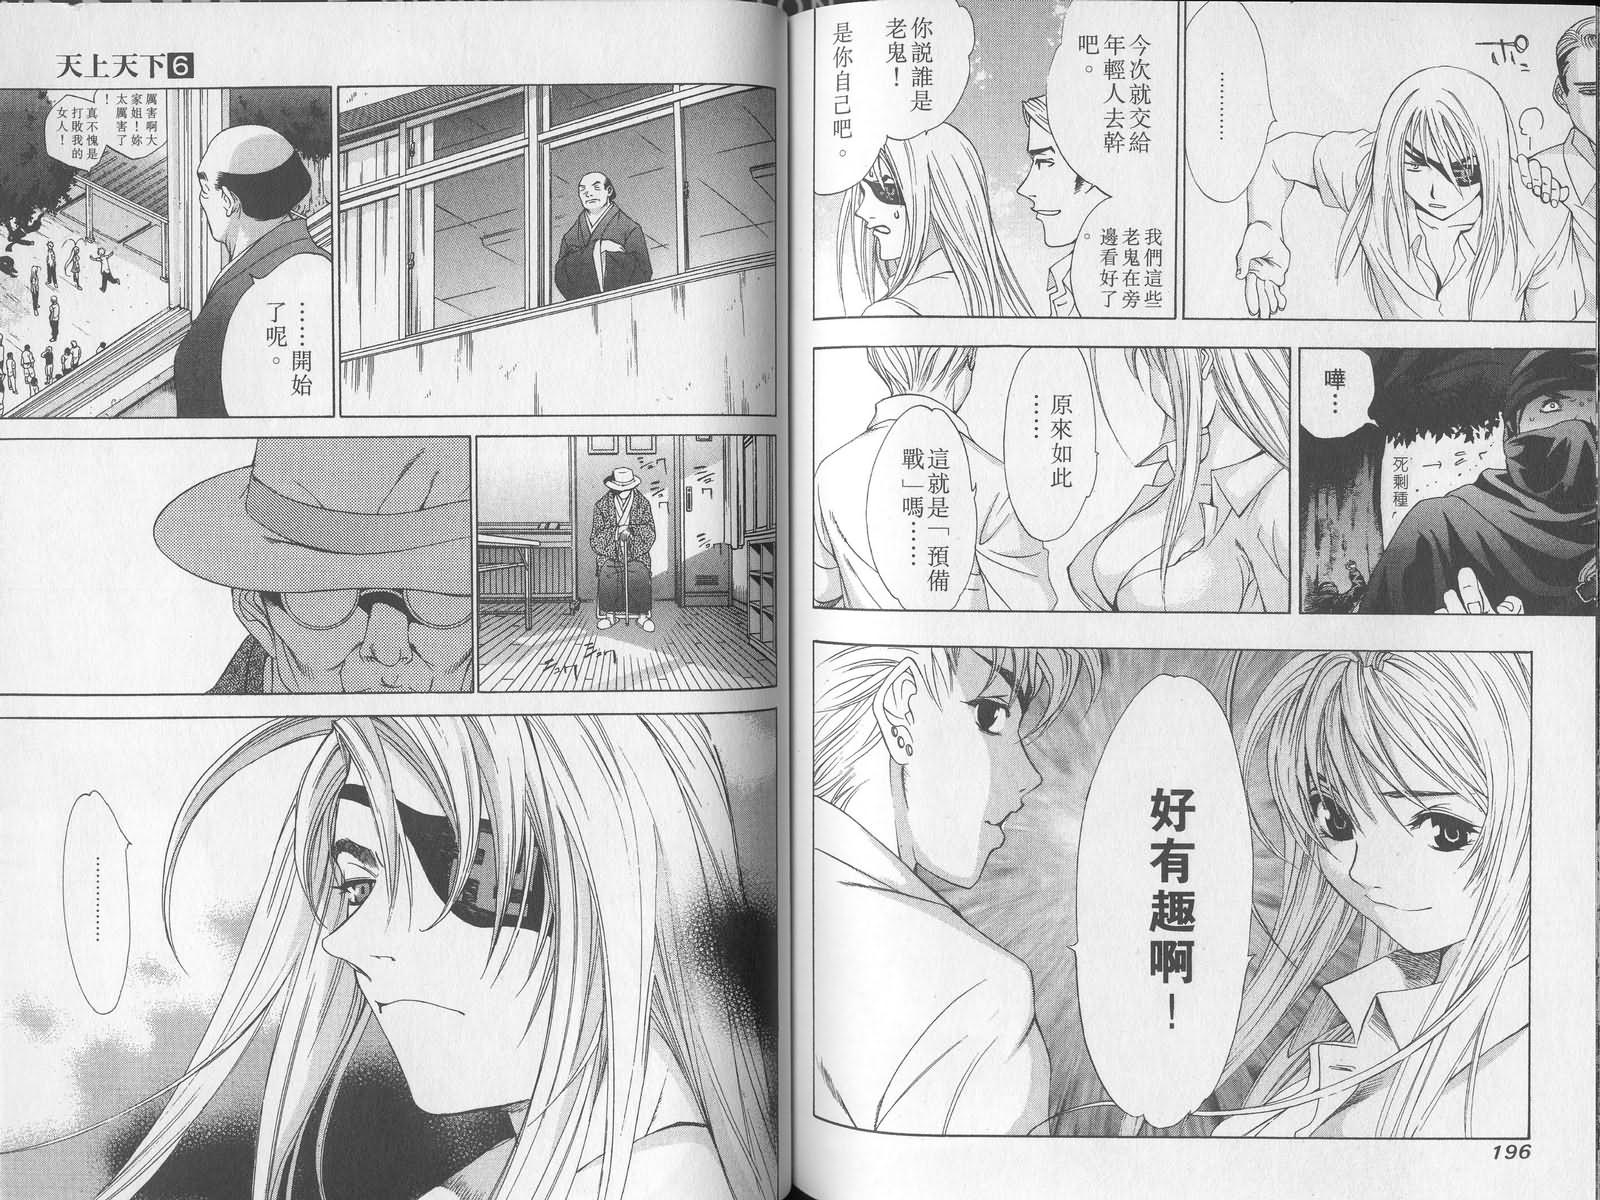 ………
今次就交給
年輕人去幹
吧。
我們這些
老鬼在旁
邊看好了
。
你說誰是
老鬼！
是你自己吧。
嘩…
死剩種
原來如此
……
這就是「預備
戰」嗎……
好有趣啊！
196
天上天下6
厲害啊大
家姐！妳
太厲害了
！
真不愧是
打敗我的
女人！
……開始
了呢。
…………